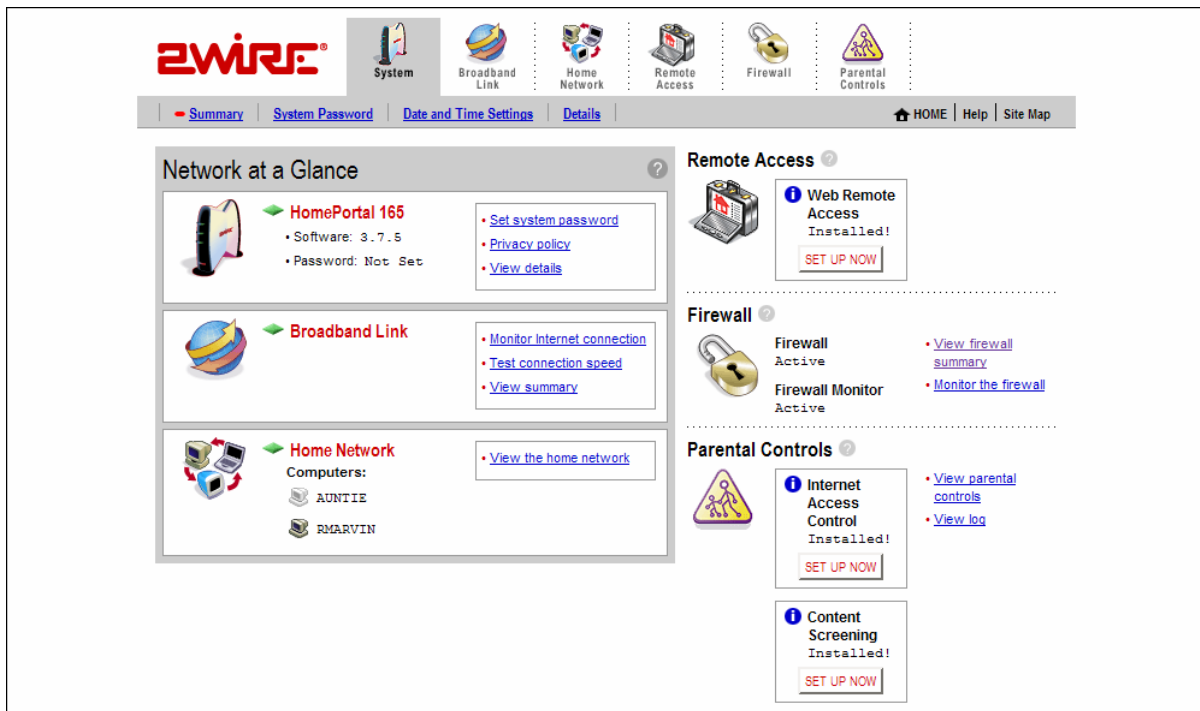 2WIRE®
System
Broadband
Link
Home
Network
Remote
Access
Firewall
Parental
Controls
Summary
System Password
Date and Time Settings
Details
HOME
Help
Site Map
Network at a Glance
?
HomePortal 165
• Software: 3.7.5
• Password: Not Set
• Set system password
• Privacy policy
• View details
Broadband Link
• Monitor Internet connection
• Test connection speed
• View summary
Home Network
Computers:
AUNTIE
RMARVIN
• View the home network
Remote Access ?
i Web Remote
Access
Installed!
SET UP NOW
Firewall ?
Firewall
Active
Firewall Monitor
Active
• View firewall
summary
• Monitor the firewall
Parental Controls ?
i Internet
Access
Control
Installed!
SET UP NOW
• View parental
controls
• View log
i Content
Screening
Installed!
SET UP NOW